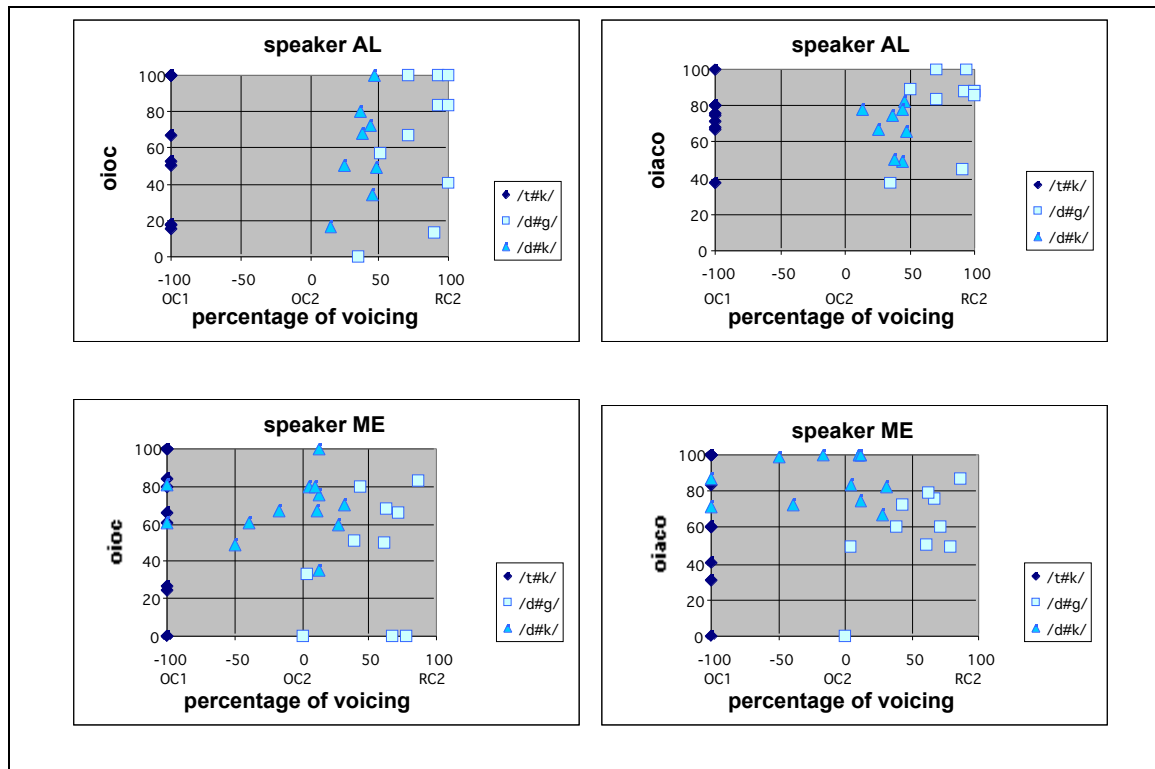 speaker AL
100
80
60
40
20
0
oioc
-100 -50 0 50 100
OC1 OC2 RC2
percentage of voicing
/t#k/
/d#g/
/d#k/
speaker AL
100
80
60
40
20
0
oiaco
-100 -50 0 50 100
OC1 OC2 RC2
percentage of voicing
/t#k/
/d#g/
/d#k/
speaker ME
100
80
60
40
20
0
oioc
-100 -50 0 50 100
OC1 OC2 RC2
percentage of voicing
/t#k/
/d#g/
/d#k/
speaker ME
100
80
60
40
20
0
oiaco
-100 -50 0 50 100
OC1 OC2 RC2
percentage of voicing
/t#k/
/d#g/
/d#k/